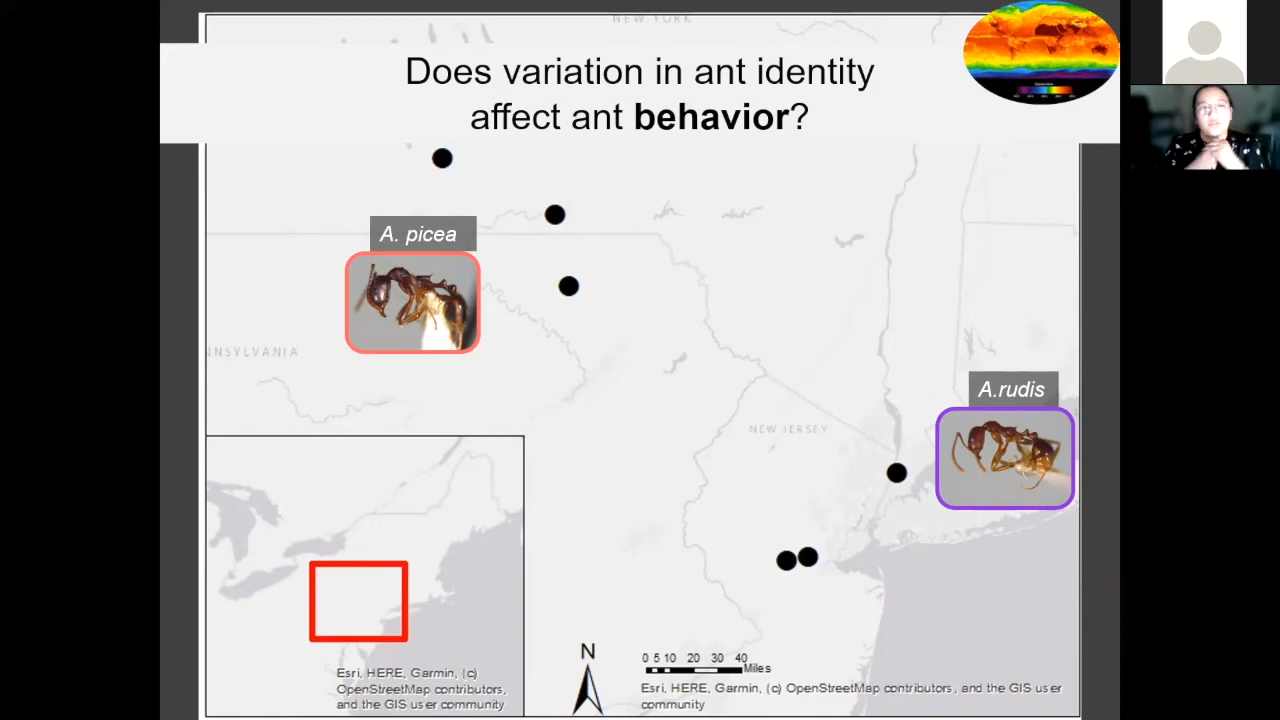 NEW YORK
Does variation in ant identity
affect ant behavior?
A. picea
NNSYLVANIA
A.rudis
NEW JERSEY
N
0 5 10 20 30 40
Miles
Esri, HERE, Garmin, (c)
OpenStreetMap contributors,
and the GIS user community
Esri, HERE, Garmin, (c) OpenStreetMap contributors, and the GIS user
community